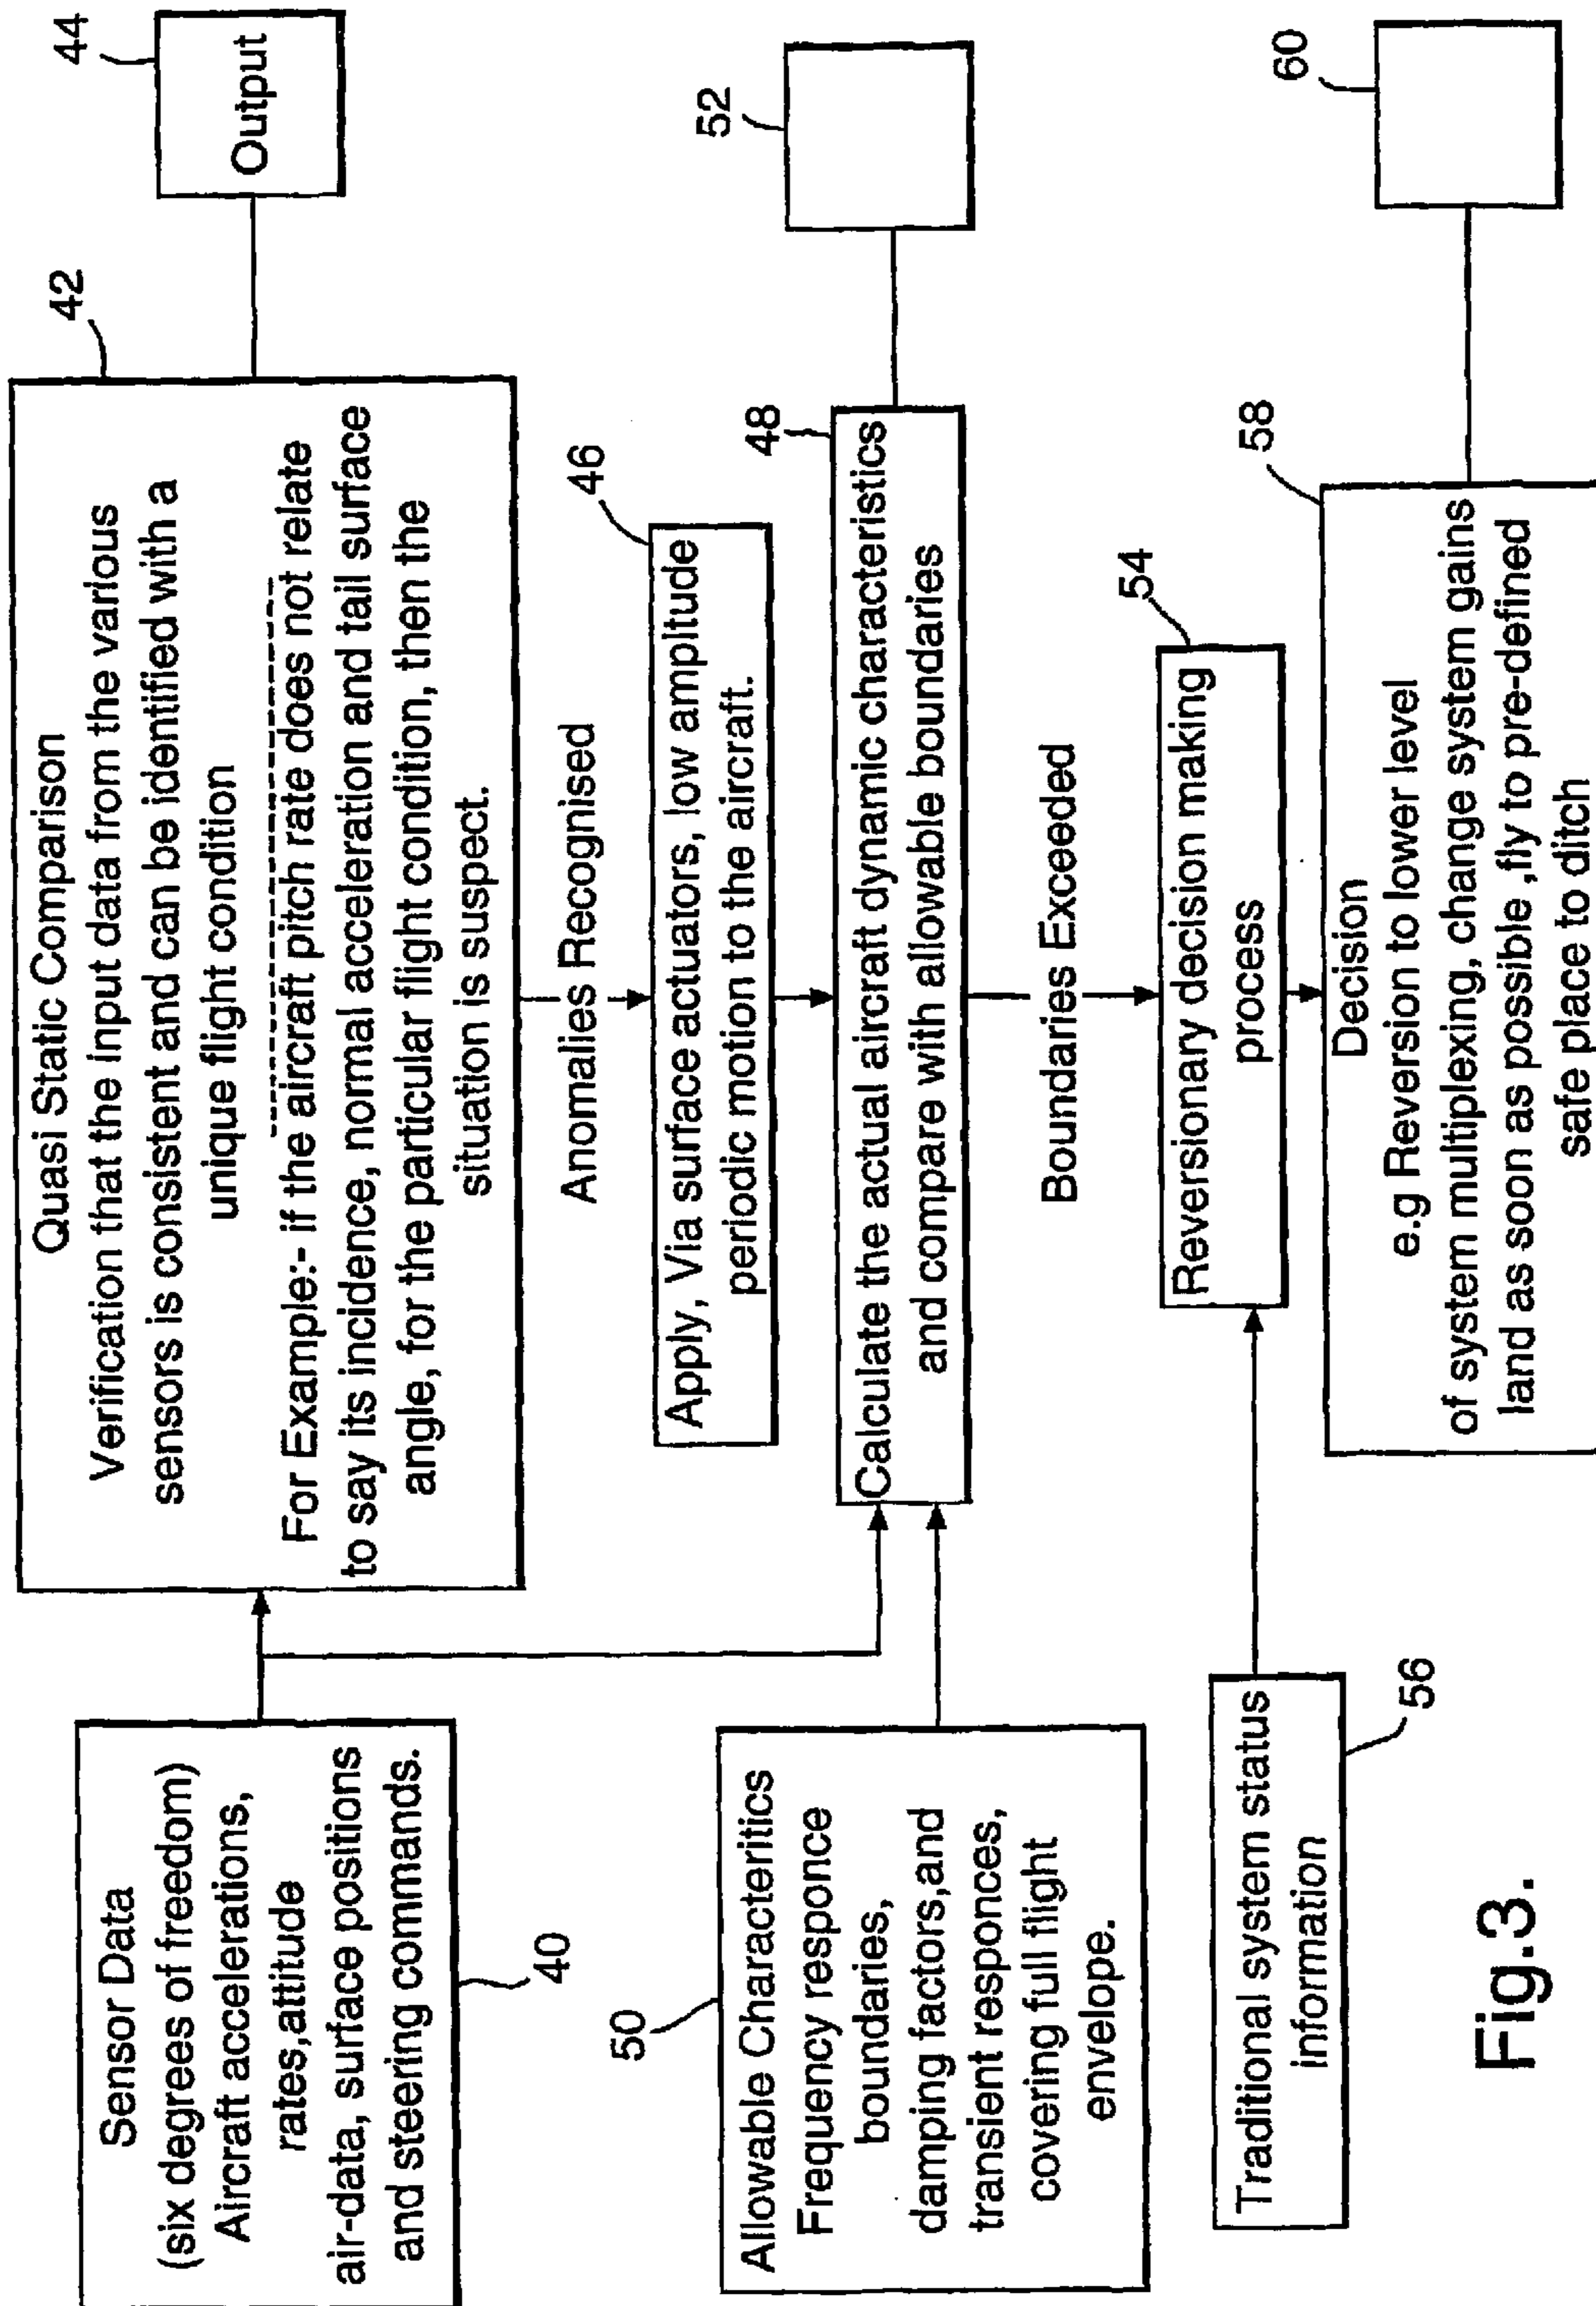 Sensor Data
(six degrees of freedom)
Aircraft accelerations,
rates,attitude
air-data, surface positions
and steering commands.
40
Quasi Static Comparison
Verification that the input data from the various
sensors is consistent and can be identified with a
unique flight condition
For Example:- if the aircraft pitch rate does not relate
to say its incidence, normal acceleration and tail surface
angle, for the particular flight condition, then the
situation is suspect.
42
Output
44
Anomalies Recognised
Apply, Via surface actuators, low ampitude
periodic motion to the aircraft.
46
50
Allowable Characteritics
Frequency responce
boundaries,
damping factors,and
transient responces,
covering full flight
envelope.
Calculate the actual aircraft dynamic characteristics
and compare with allowable boundaries
48
52
Boundaries Exceeded
Traditional system status
information
56
Reversionary decision making
process
54
Decision
e.g Reversion to lower level
of system multiplexing, change system gains
land as soon as possible ,fly to pre-defined
safe place to ditch
58
60
Fig.3.